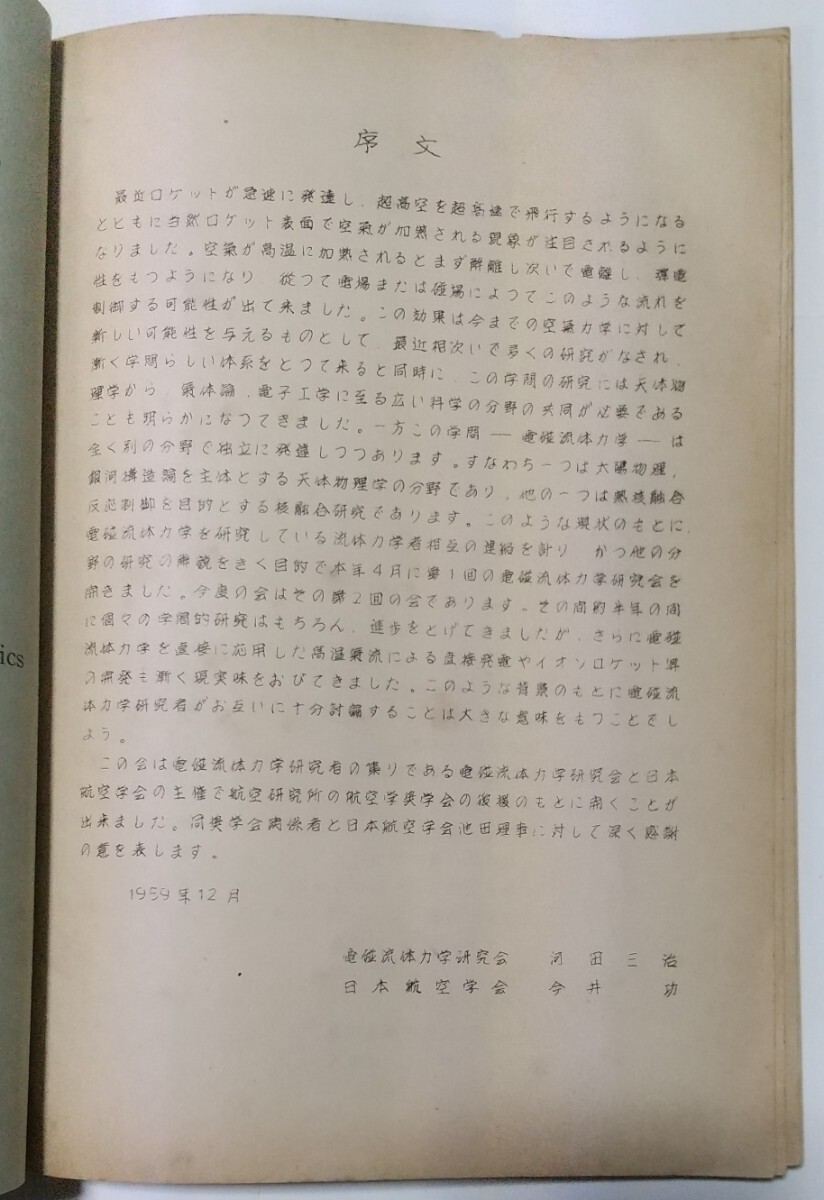 序文
最近ロケットが急速に発達し、超高空を超高速で飛行するようになる
とともに当然ロケット表面で空氣が加熱される現象が注目されるように
なりました。空氣が高温に加熱されるとまず解離し次いで電離し、導電
性をもつようになり、従つて電場または磁場によつてこのような流れを
制御する可能性が出て来ました。この効果は今までの空氣力学に対して
新しい可能性を与えるものとして、最近相次いで多くの研究がなされ、
漸く学問らしい体系をとつて来ると同時に、この学問の研究には天体物
理学から、氣体論、電子工学に至る広い科学の分野の共同が必要である
ことも明らかになつてきました。一方この学問―電磁流体力学―は
全く別の分野で独立に発達しつつあります。すなわち一つは太陽物理、
銀河構造論を主体とする天体物理学の分野であり、他の一つは熱核融合
反応制御を目的とする核融合研究であります。このような現状のもとに、
電磁流体力学を研究している流体力学者相互の連絡を計り かつ他の分
野の研究の解説をきく目的で本年4月に第1回の電磁流体力学研究会を
開きました。今度の会はその第2回の会であります。その間約半年の間
に個々の学問的研究はもちろん、進歩をとげてきましたが、さらに電磁
流体力学を直接に応用した高温氣流による直接発電やイオンロケット等
の開発も漸く現実味をおびてきました。このような背景のもとに電磁流
体力学研究者がお互いに十分討論することは大きな意味をもつことでし
よう。
この会は電磁流体力学研究者の集りである電磁流体力学研究会と日本
航空学会の主催で航空研究所の航空学奨学会の後援のもとに開くことが
出来ました。同奨学会関係者と日本航空学会池田理事に対して深く感謝
の意を表します。
1959年12月
電磁流体力学研究会 河田三治
日本航空学会 今井功
ics